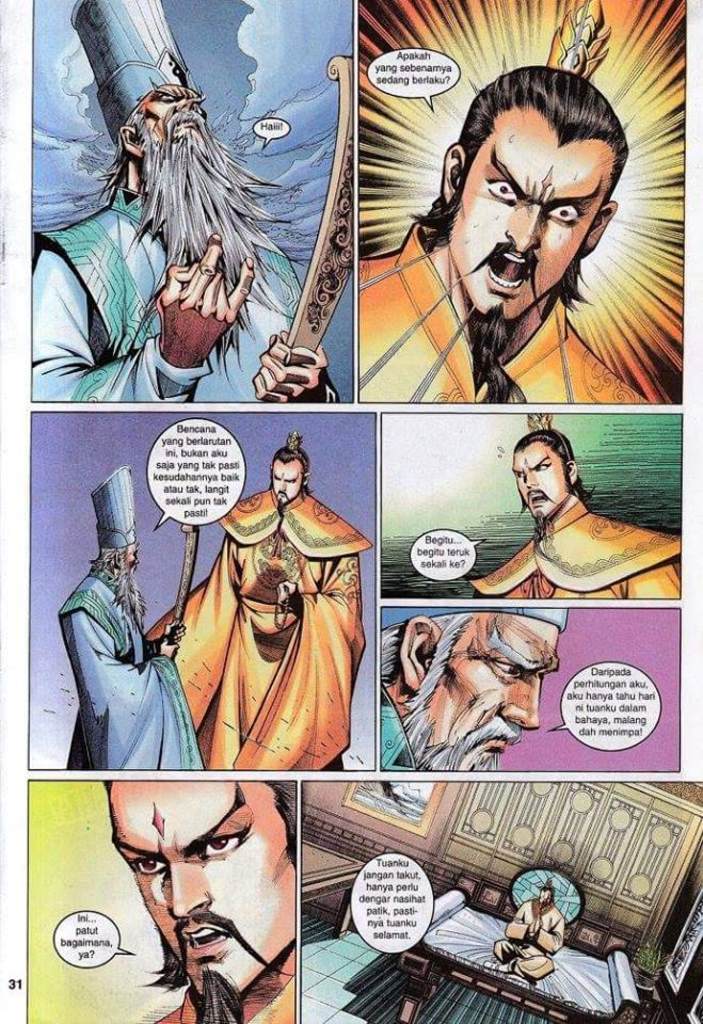 Haiii!
Apakah
yang sebenarnya
sedang berlaku?
Bencana
yang berlarutan
ini, bukan aku
saja yang tak pasti
kesudahannya baik
atau tak, langit
sekali pun tak
pasti!
Begitu...
begitu teruk
sekali ke?
Daripada
perhitungan aku,
aku hanya tahu hari
ni tuanku dalam
bahaya, malang
dah menimpa!
Ini...
patut
bagaimana,
ya?
Tuanku
jangan takut,
hanya perlu
dengar nasihat
patik, pasti-
nya tuanku
selamat.
31